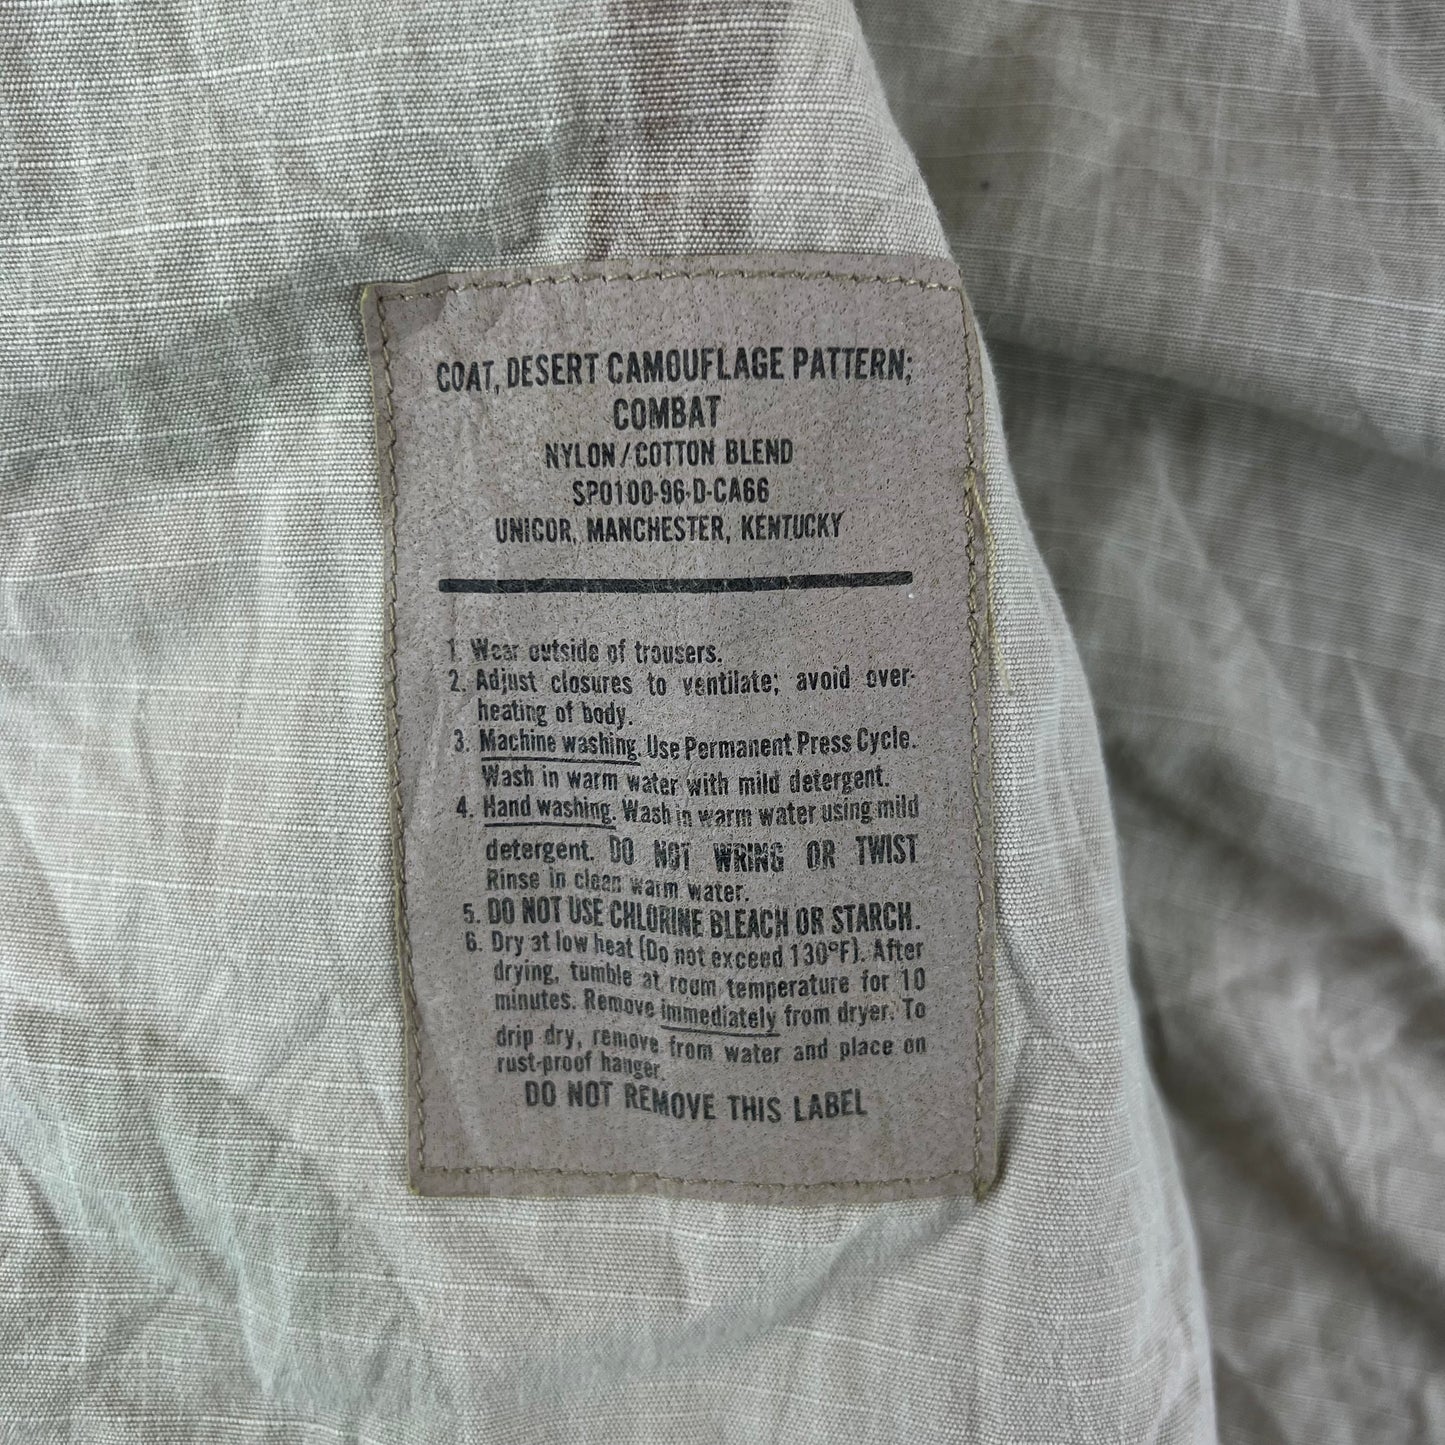 COAT, DESERT CAMOUFLAGE PATTERN;
COMBAT
NYLON/COTTON BLEND
SP0100-96-D-CA66
UNICOR, MANCHESTER, KENTUCKY
1. Wear outside of trousers.
2. Adjust closures to ventilate; avoid over-
heating of body.
3. Machine washing. Use Permanent Press Cycle.
Wash in warm water with mild detergent.
4. Hand washing. Wash in warm water using mild
detergent. DO NOT WRING OR TWIST
Rinse in clean warm water.
5. DO NOT USE CHLORINE BLEACH OR STARCH.
6. Dry at low heat (Do not exceed 130°F). After
drying, tumble at room temperature for 10
minutes. Remove immediately from dryer. To
drip dry, remove from water and place on
rust-proof hanger.
DO NOT REMOVE THIS LABEL